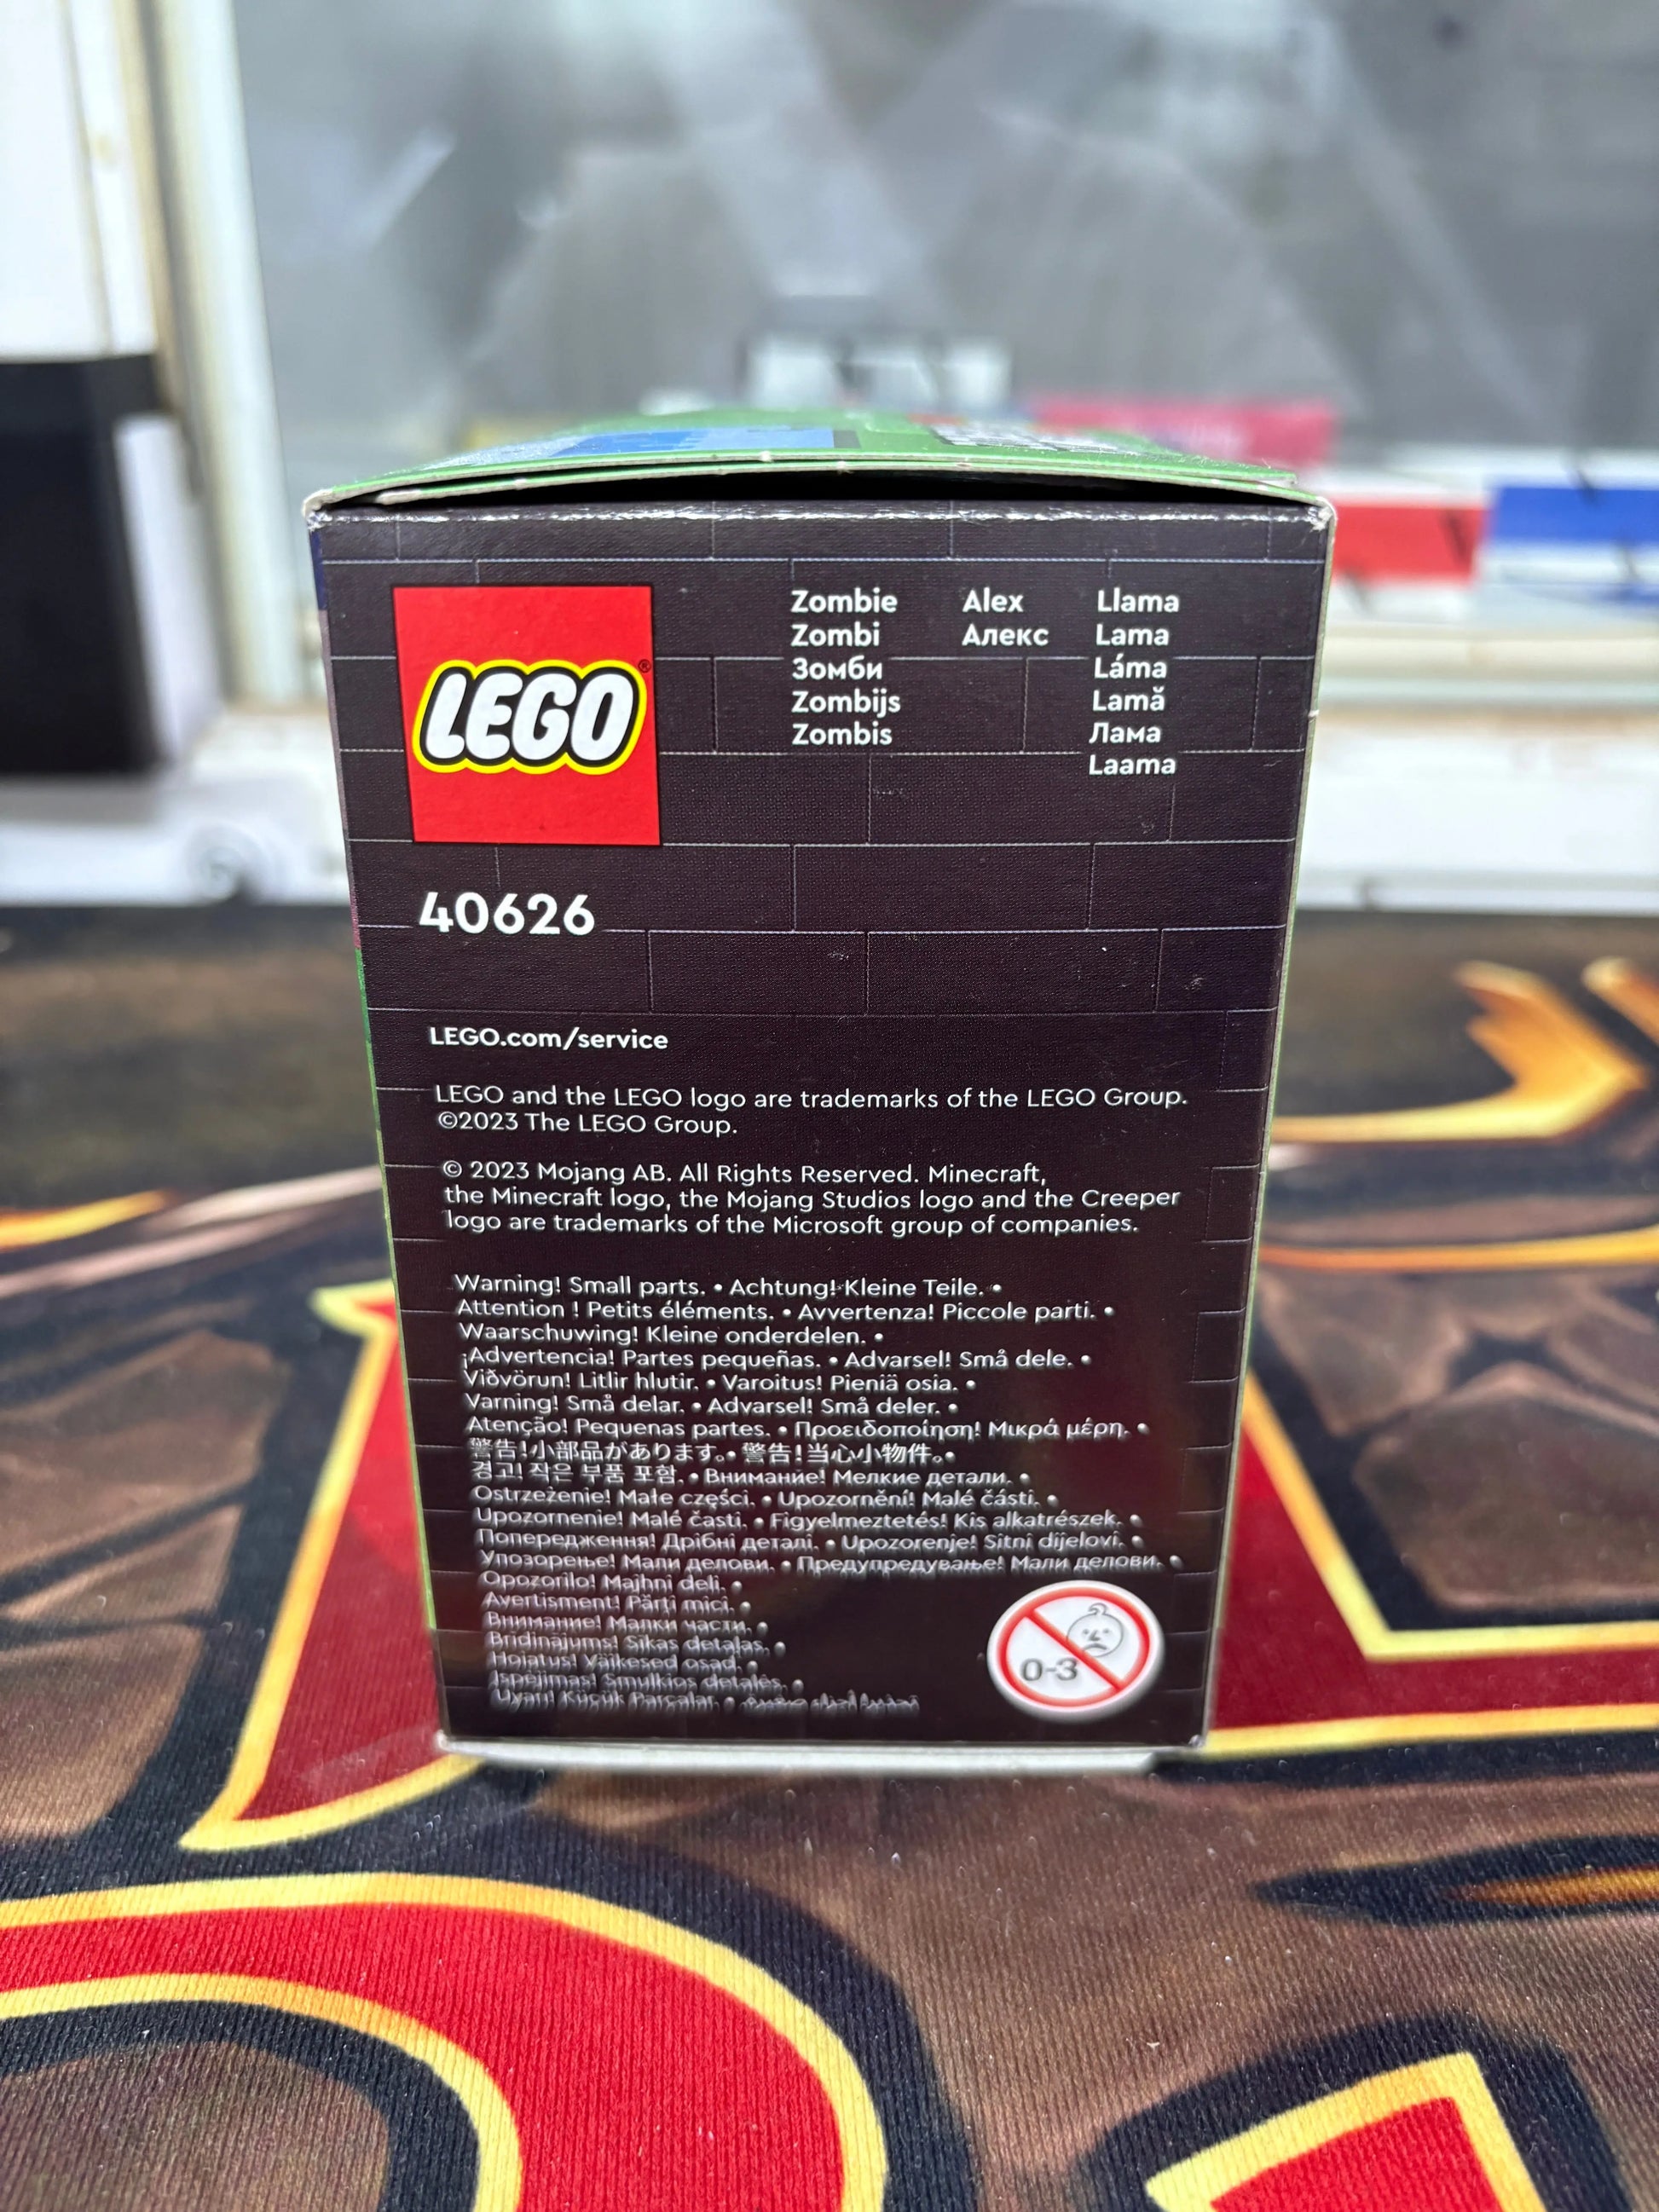 LEGO®
Zombie Alex Llama
Zombi Алекс Lama
Зомби Láma
Zombijs Lamă
Zombis Лама
Laama
40626
LEGO.com/service
LEGO and the LEGO logo are trademarks of the LEGO Group.
©2023 The LEGO Group.
© 2023 Mojang AB. All Rights Reserved. Minecraft,
the Minecraft logo, the Mojang Studios logo and the Creeper
logo are trademarks of the Microsoft group of companies.
Warning! Small parts. • Achtung! Kleine Teile. •
Attention ! Petits éléments. • Avvertenza! Piccole parti. •
Waarschuwing! Kleine onderdelen. •
¡Advertencia! Partes pequeñas. • Advarsel! Små dele. •
Viðvörun! Litlir hlutir. • Varoitus! Pieniä osia. •
Varning! Små delar. • Advarsel! Små deler. •
Atenção! Pequenas partes. • Προειδοποίηση! Μικρά μέρη. •
警告!小部品があります。• 警告!当心小物件。•
경고! 작은 부품 포함. • Внимание! Мелкие детали. •
Ostrzeżenie! Małe części. • Upozornění! Malé části. •
Upozornenie! Malé časti. • Figyelmeztetés! Kis alkatrészek. •
Попередження! Дрібні деталі. • Upozorenje! Sitni dijelovi. •
Упозорење! Мали делови. • Предупредување! Мали делови. •
Opozorilo! Majhni deli. •
Avertisment! Părți mici. •
Внимание! Малки части. •
Brīdinājums! Sīkas detaļas. •
Hoiatus! Väikesed osad. •
Įspėjimas! Smulkios detalės. •
Uyarı! Küçük Parçalar. •
0-3